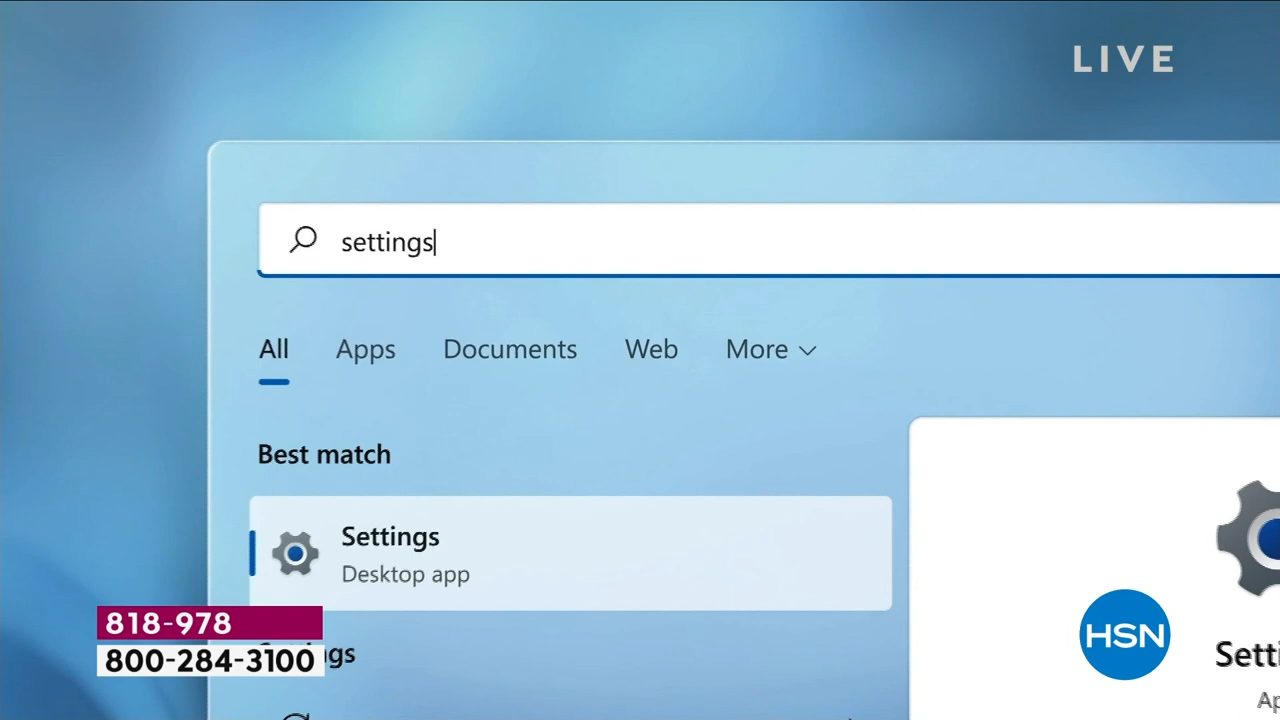 LIVE
settings
All Apps Documents Web More
Best match
Settings
Desktop app
818-978
800-284-3100
HSN